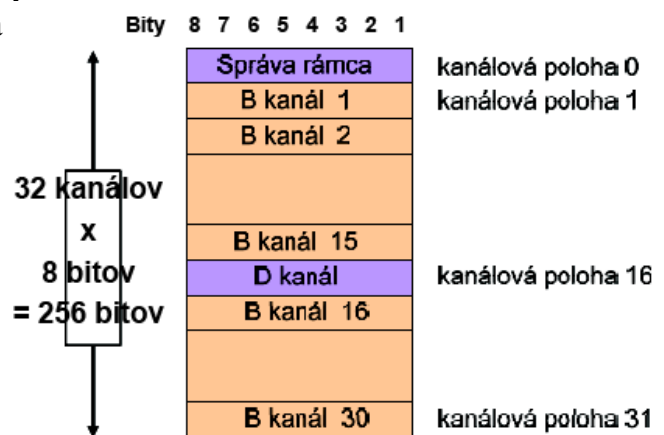 a
Bity 8 7 6 5 4 3 2 1
Správa rámca kanálová poloha 0
B kanál 1 kanálová poloha 1
B kanál 2
32 kanálov
x
8 bitov
= 256 bitov
B kanál 15
D kanál kanálová poloha 16
B kanál 16
B kanál 30 kanálová poloha 31